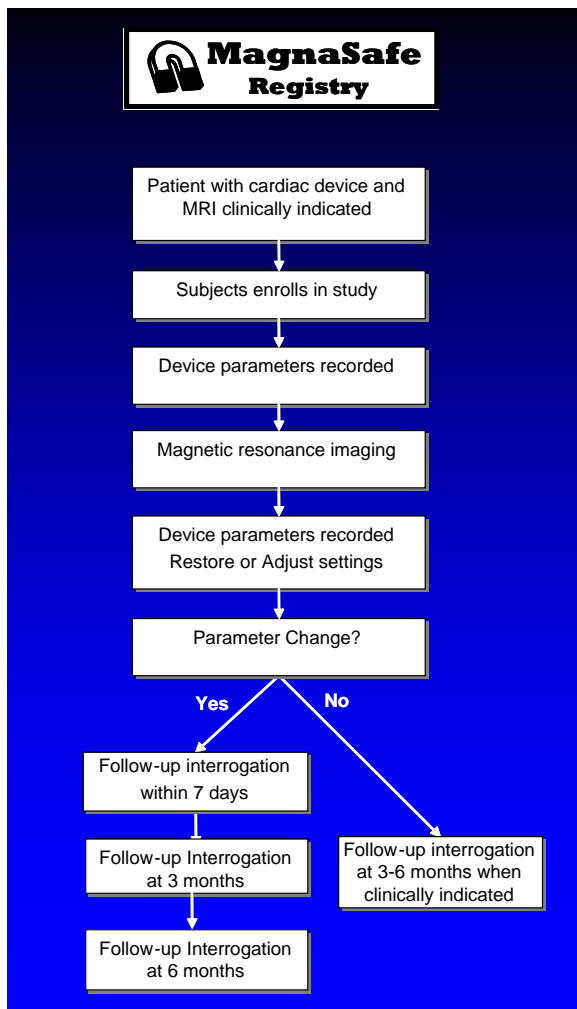 MagnaSafe
Registry
Patient with cardiac device and
MRI clinically indicated
Subjects enrolls in study
Device parameters recorded
Magnetic resonance imaging
Device parameters recorded
Restore or Adjust settings
Parameter Change?
Yes
No
Follow-up interrogation
within 7 days
Follow-up Interrogation
at 3 months
Follow-up Interrogation
at 6 months
Follow-up interrogation
at 3-6 months when
clinically indicated